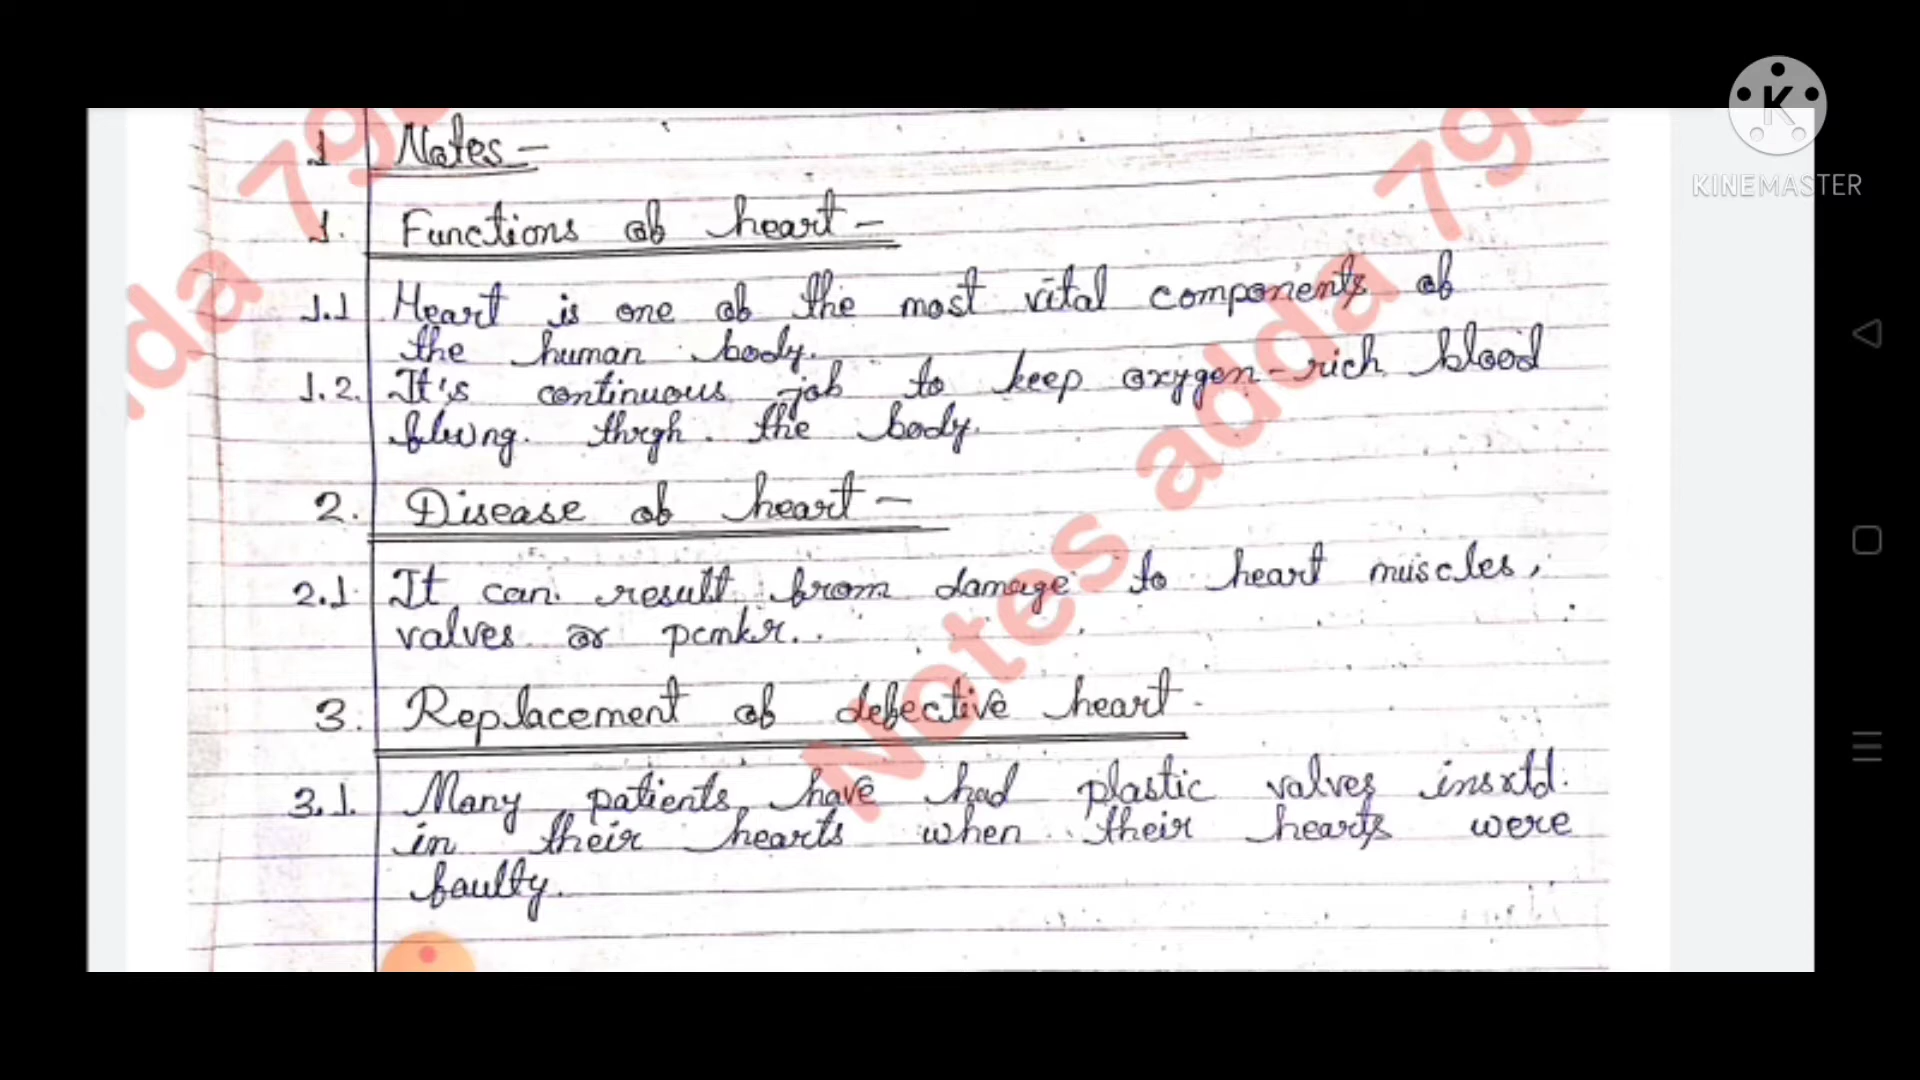 KINEMASTER
1 Notes –
1. Functions of heart –
1.1 Heart is one of the most vital components of
the human body.
1.2. It's continuous job to keep oxygen-rich blood
flwng. thrgh. the body.
2. Disease of heart –
2.1 It can result from damage to heart muscles,
valves or pcmkr.
3. Replacement of defective heart-
3.1. Many patients have had plastic valves insrtd.
in their hearts when their hearts were
faulty.
Notes adda 79